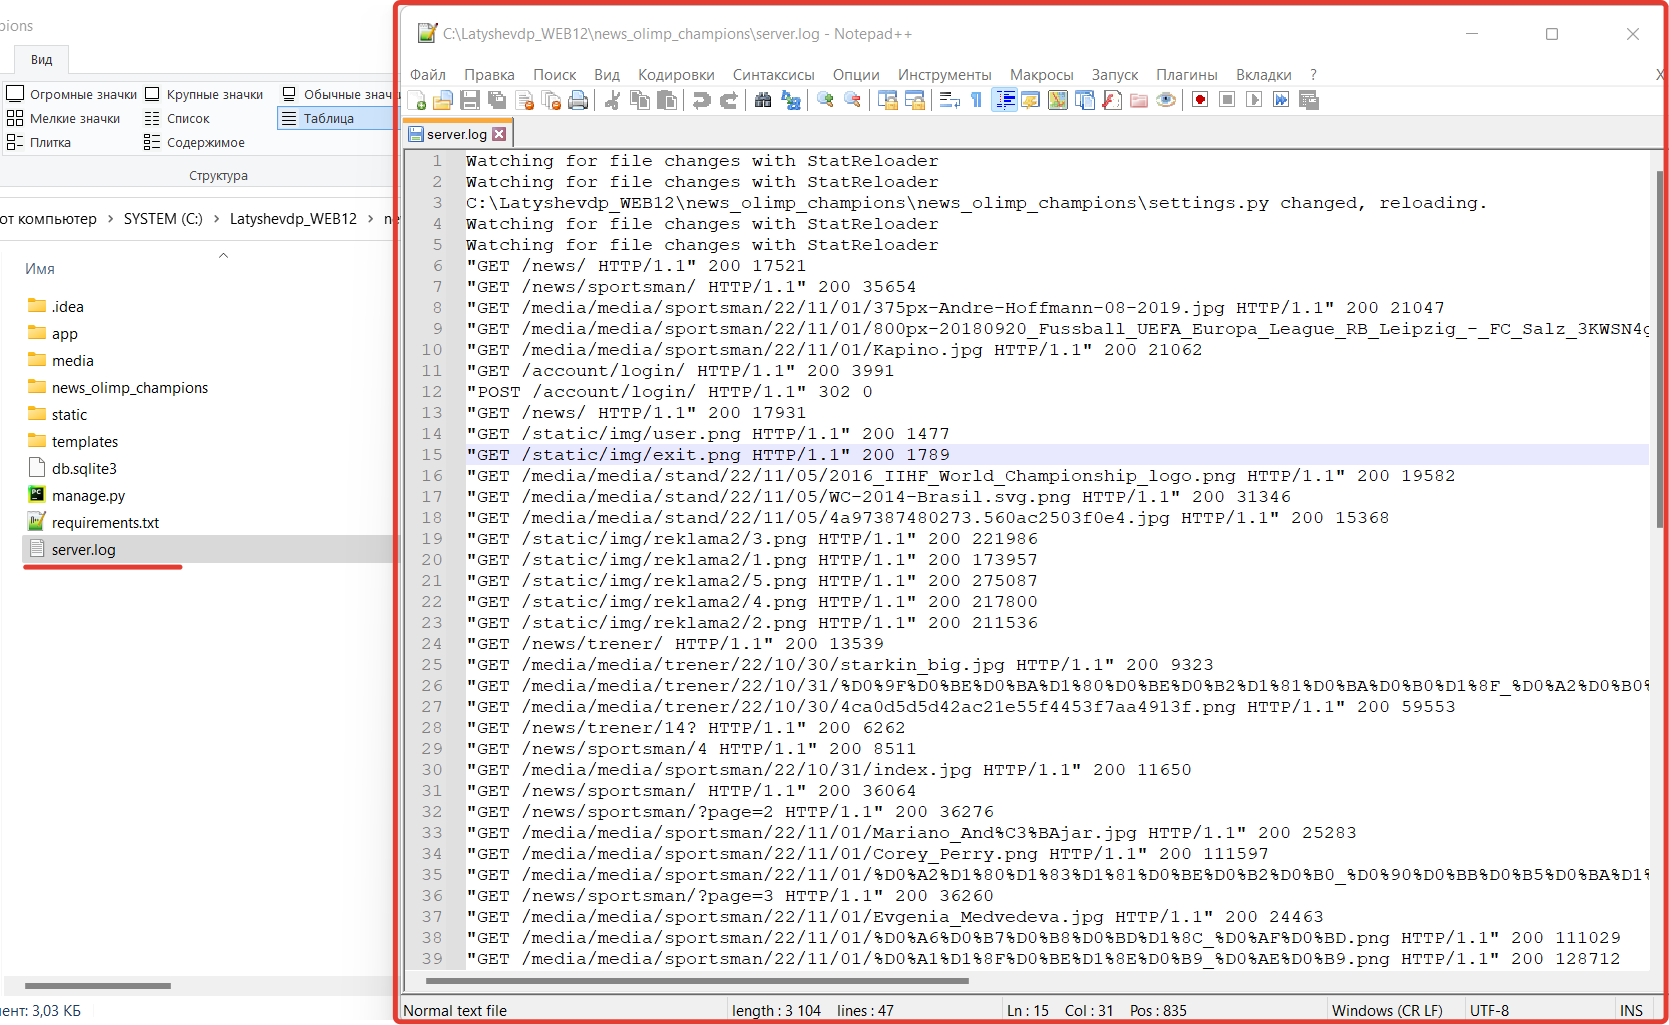 pions
Вид
Огромные значки
Крупные значки
Обычные знач
Мелкие значки
Список
Таблица
Плитка
Содержимое
Структура
от компьютер > SYSTEM (C:) > Latyshevdp_WEB12 >
Имя
.idea
app
media
news_olimp_champions
static
templates
db.sqlite3
manage.py
requirements.txt
server.log
ент: 3,03 КБ
C:\Latyshevdp_WEB12\news_olimp_champions\server.log - Notepad++
Файл Правка Поиск Вид Кодировки Синтаксисы Опции Инструменты Макросы Запуск Плагины Вкладки ? X
server.log
1 Watching for file changes with StatReloader
2 Watching for file changes with StatReloader
3 C:\Latyshevdp_WEB12\news_olimp_champions\news_olimp_champions\settings.py changed, reloading.
4 Watching for file changes with StatReloader
5 Watching for file changes with StatReloader
6 "GET /news/ HTTP/1.1" 200 17521
7 "GET /news/sportsman/ HTTP/1.1" 200 35654
8 "GET /media/media/sportsman/22/11/01/375px-Andre-Hoffmann-08-2019.jpg HTTP/1.1" 200 21047
9 "GET /media/media/sportsman/22/11/01/800px-20180920_Fussball_UEFA_Europa_League_RB_Leipzig_-_FC_Salz_3KWSN4g
10 "GET /media/media/sportsman/22/11/01/Kapino.jpg HTTP/1.1" 200 21062
11 "GET /account/login/ HTTP/1.1" 200 3991
12 "POST /account/login/ HTTP/1.1" 302 0
13 "GET /news/ HTTP/1.1" 200 17931
14 "GET /static/img/user.png HTTP/1.1" 200 1477
15 "GET /static/img/exit.png HTTP/1.1" 200 1789
16 "GET /media/media/stand/22/11/05/2016_IIHF_World_Championship_logo.png HTTP/1.1" 200 19582
17 "GET /media/media/stand/22/11/05/WC-2014-Brasil.svg.png HTTP/1.1" 200 31346
18 "GET /media/media/stand/22/11/05/4a97387480273.560ac2503f0e4.jpg HTTP/1.1" 200 15368
19 "GET /static/img/reklama2/3.png HTTP/1.1" 200 221986
20 "GET /static/img/reklama2/1.png HTTP/1.1" 200 173957
21 "GET /static/img/reklama2/5.png HTTP/1.1" 200 275087
22 "GET /static/img/reklama2/4.png HTTP/1.1" 200 217800
23 "GET /static/img/reklama2/2.png HTTP/1.1" 200 211536
24 "GET /news/trener/ HTTP/1.1" 200 13539
25 "GET /media/media/trener/22/10/30/starkin_big.jpg HTTP/1.1" 200 9323
26 "GET /media/media/trener/22/10/31/%D0%9F%D0%BE%D0%BA%D1%80%D0%BE%D0%B2%D1%81%D0%BA%D0%B0%D1%8F_%D0%A2%D0%B0%
27 "GET /media/media/trener/22/10/30/4ca0d5d5d42ac21e55f4453f7aa4913f.png HTTP/1.1" 200 59553
28 "GET /news/trener/14? HTTP/1.1" 200 6262
29 "GET /news/sportsman/4 HTTP/1.1" 200 8511
30 "GET /media/media/sportsman/22/10/31/index.jpg HTTP/1.1" 200 11650
31 "GET /news/sportsman/ HTTP/1.1" 200 36064
32 "GET /news/sportsman/?page=2 HTTP/1.1" 200 36276
33 "GET /media/media/sportsman/22/11/01/Mariano_And%C3%BAjar.jpg HTTP/1.1" 200 25283
34 "GET /media/media/sportsman/22/11/01/Corey_Perry.png HTTP/1.1" 200 111597
35 "GET /media/media/sportsman/22/11/01/%D0%A2%D1%80%D1%83%D1%81%D0%BE%D0%B2%D0%B0_%D0%90%D0%BB%D0%B5%D0%BA%D1%
36 "GET /news/sportsman/?page=3 HTTP/1.1" 200 36260
37 "GET /media/media/sportsman/22/11/01/Evgenia_Medvedeva.jpg HTTP/1.1" 200 24463
38 "GET /media/media/sportsman/22/11/01/%D0%A6%D0%B7%D0%B8%D0%BD%D1%8C_%D0%AF%D0%BD.png HTTP/1.1" 200 111029
39 "GET /media/media/sportsman/22/11/01/%D0%A1%D1%8F%D0%BE%D1%8E%D0%B9_%D0%AE%D0%B9.png HTTP/1.1" 200 128712
Normal text file length : 3 104 lines : 47 Ln : 15 Col : 31 Pos : 835 Windows (CR LF) UTF-8 INS